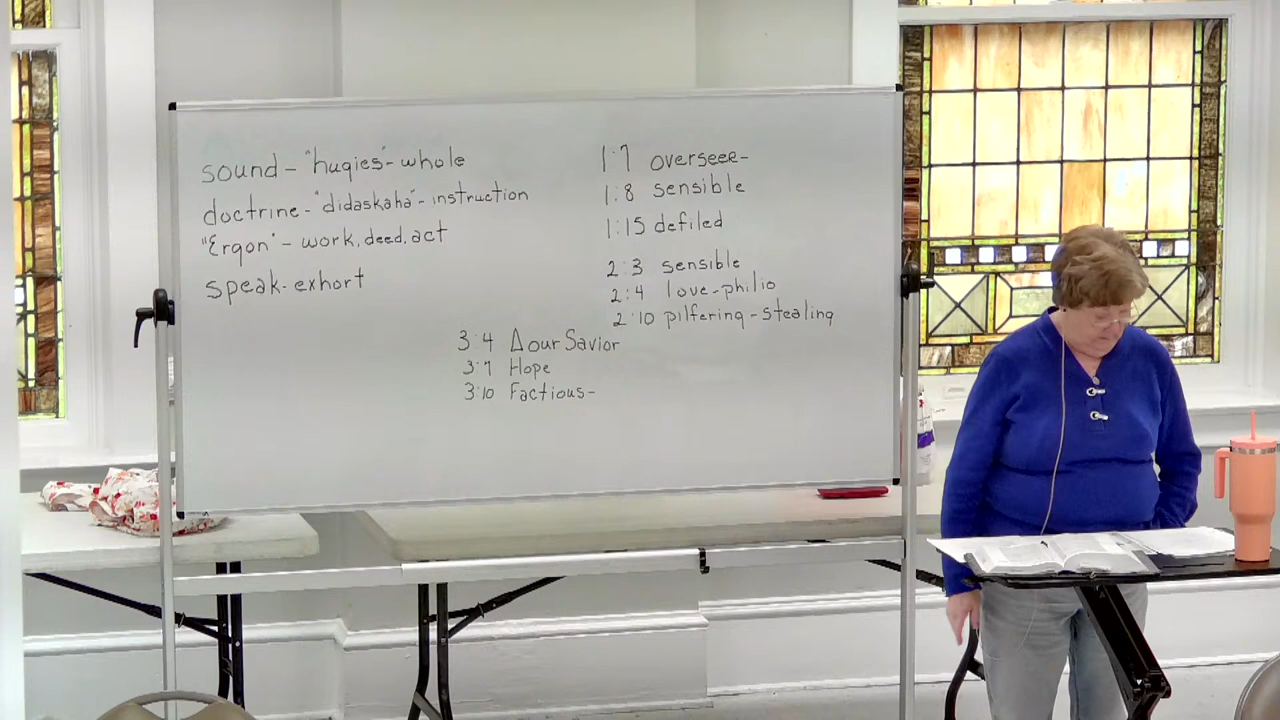 sound - "hugies" - whole
doctrine - "didaskaha" - instruction
"Ergon" - work, deed, act
speak - exhort
1:7 overseer -
1:8 sensible
1:15 defiled
2:3 sensible
2:4 love - philio
2:10 pilfering - stealing
3:4 Δ our Savior
3:7 Hope
3:10 Factious -